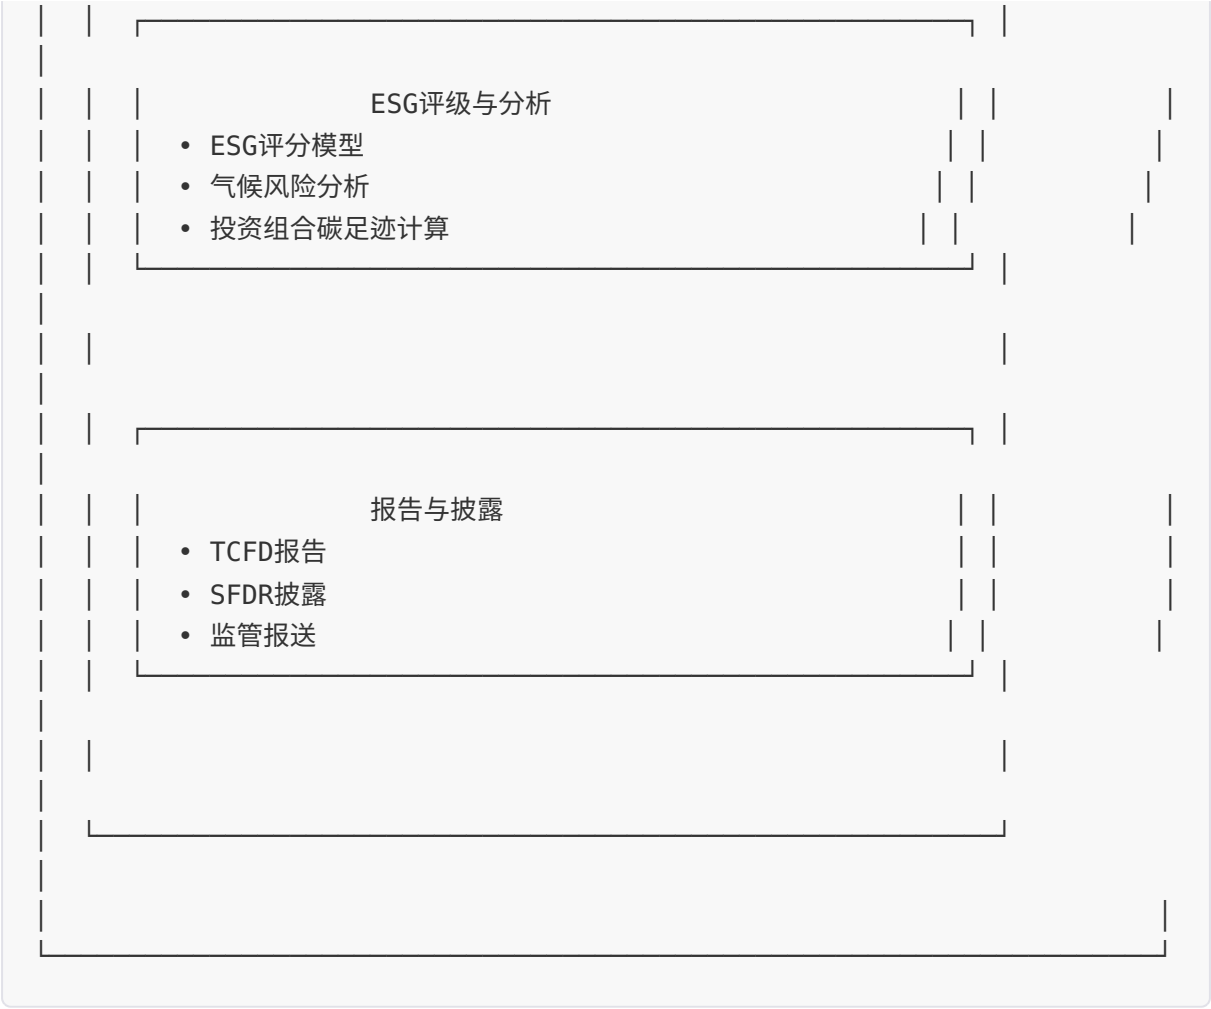 ESG评级与分析
• ESG评分模型
• 气候风险分析
• 投资组合碳足迹计算
报告与披露
• TCFD报告
• SFDR披露
• 监管报送